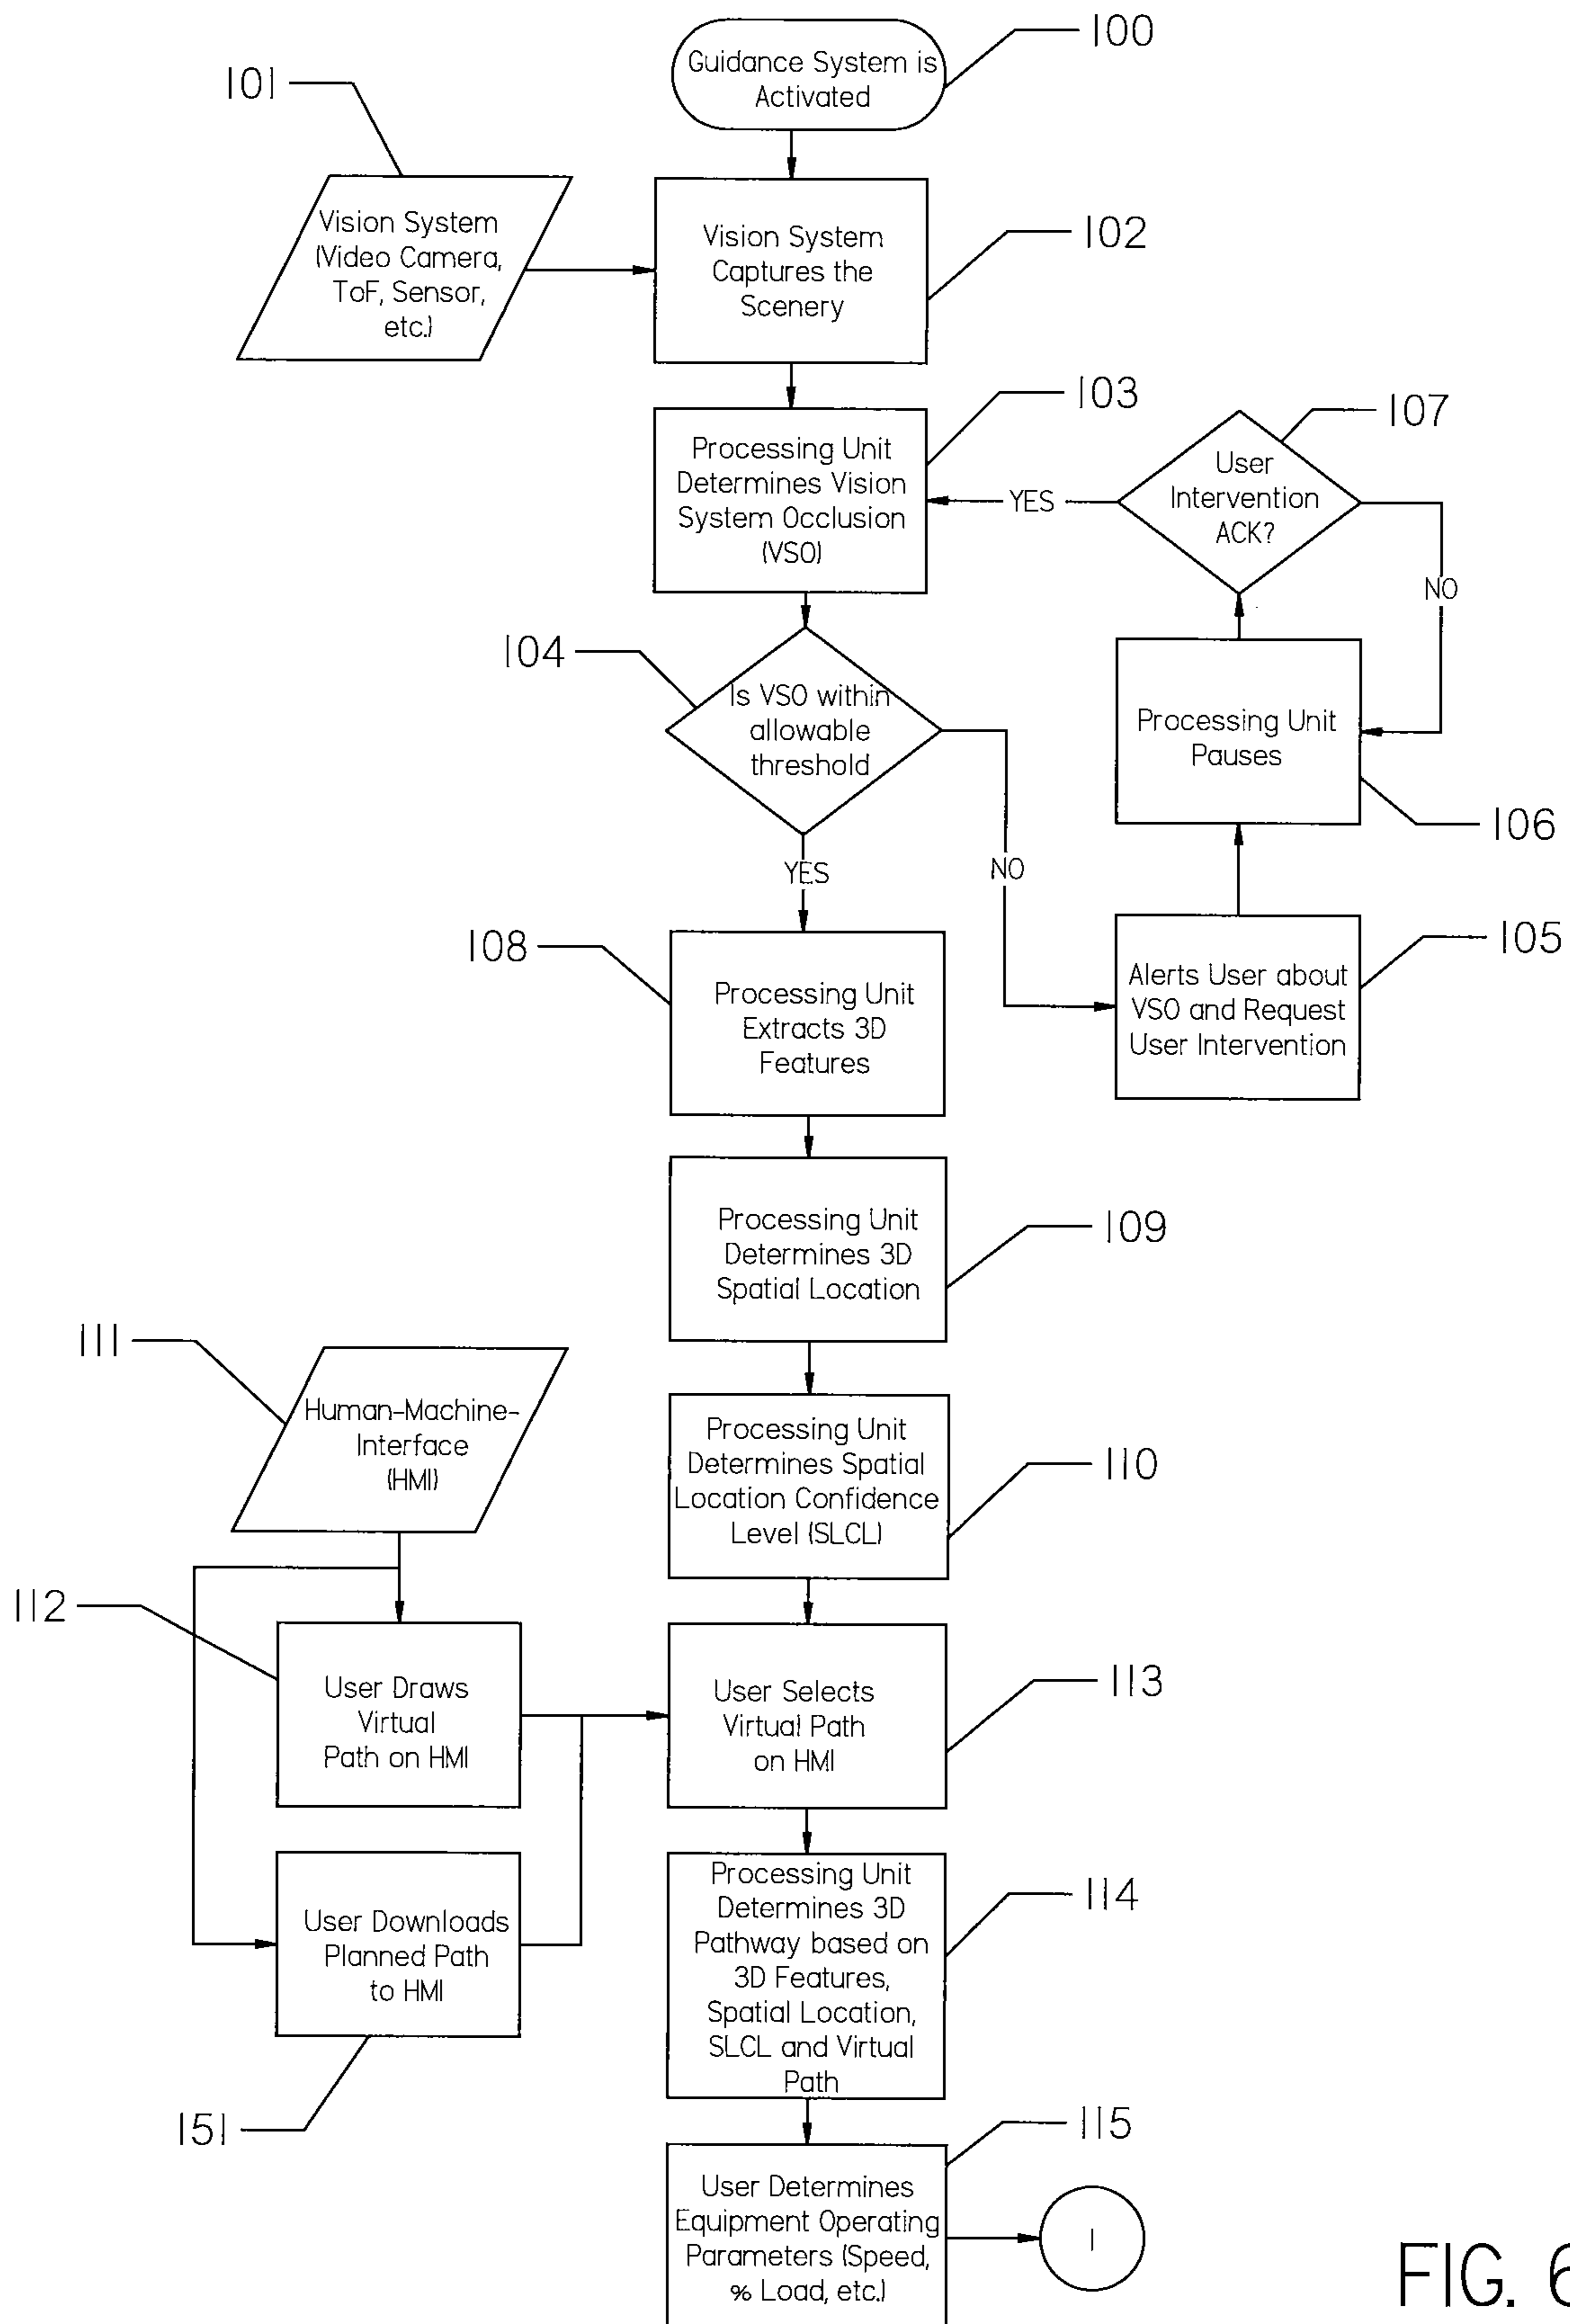 100
Guidance System is
Activated
101
Vision System
(Video Camera,
ToF, Sensor,
etc.)
Vision System
Captures the
Scenery
102
103
Processing Unit
Determines Vision
System Occlusion
(VSO)
107
User
Intervention
ACK?
YES
NO
104
Is VSO within
allowable
threshold
Processing Unit
Pauses
106
YES
NO
108
Processing Unit
Extracts 3D
Features
105
Alerts User about
VSO and Request
User Intervention
Processing Unit
Determines 3D
Spatial Location
109
111
Human-Machine-
Interface
(HMI)
Processing Unit
Determines Spatial
Location Confidence
Level (SLCL)
110
112
User Draws
Virtual
Path on HMI
User Selects
Virtual Path
on HMI
113
User Downloads
Planned Path
to HMI
151
Processing Unit
Determines 3D
Pathway based on
3D Features,
Spatial Location,
SLCL and Virtual
Path
114
115
User Determines
Equipment Operating
Parameters (Speed,
% Load, etc.)
1
FIG. 6